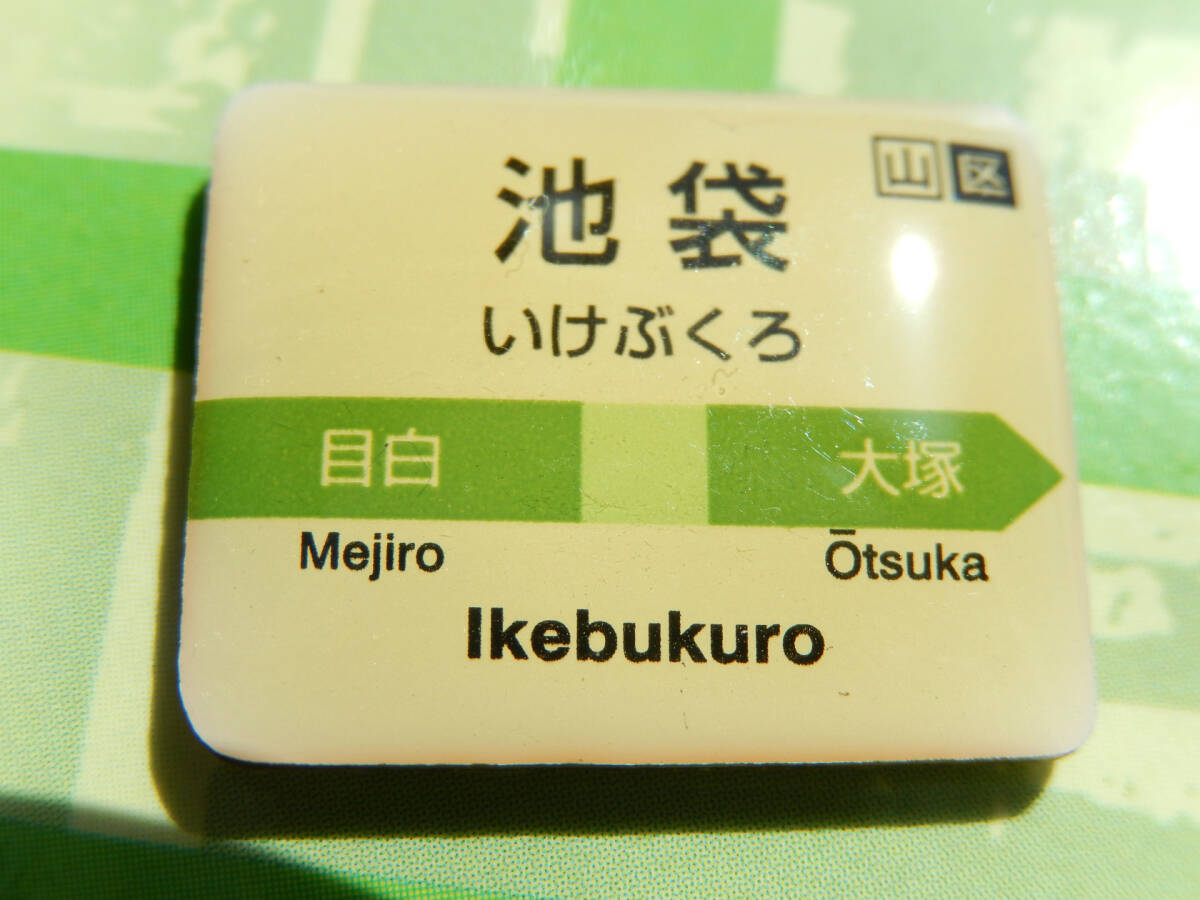 池袋 山 区
いけぶくろ
目白 大塚
Mejiro Ōtsuka
Ikebukuro